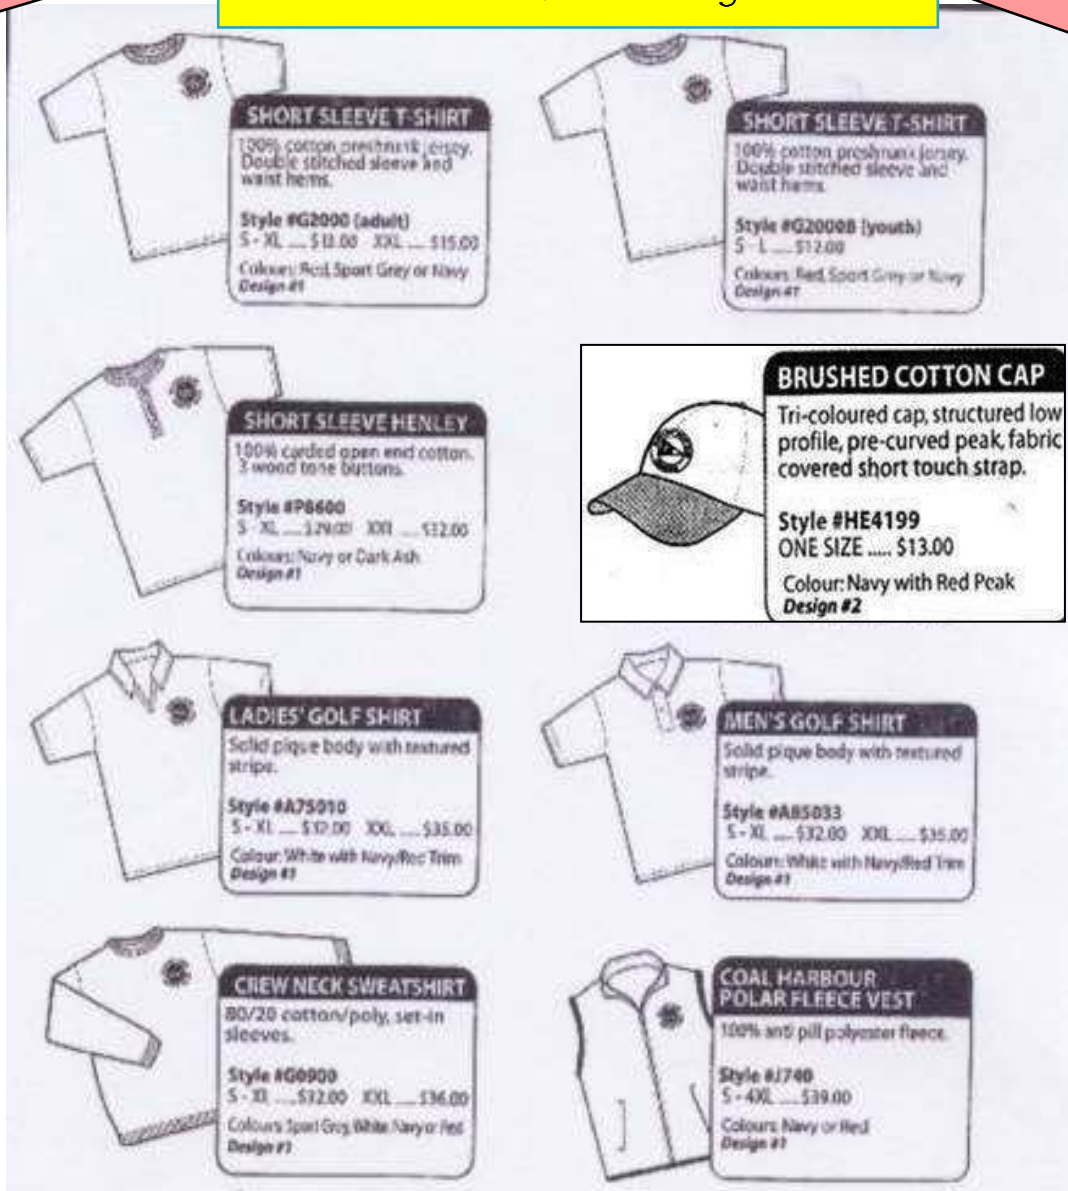 SHORT SLEEVE T-SHIRT
100% cotton preshrunk jersey.
Double stitched sleeve and
waist hems.
Style #G2000 (adult)
S - XL .... $13.00 XXL .... $15.00
Colours: Red, Sport Grey or Navy
Design #1
SHORT SLEEVE T-SHIRT
100% cotton preshrunk jersey.
Double stitched sleeve and
waist hems.
Style #G2000B (youth)
S - L .... $12.00
Colours: Red, Sport Grey or Navy
Design #1
SHORT SLEEVE HENLEY
100% carded open end cotton.
3 wood tone buttons.
Style #P8600
S - XL .... $29.00 XXL .... $32.00
Colours: Navy or Dark Ash
Design #1
BRUSHED COTTON CAP
Tri-coloured cap, structured low
profile, pre-curved peak, fabric
covered short touch strap.
Style #HE4199
ONE SIZE ..... $13.00
Colour: Navy with Red Peak
Design #2
LADIES' GOLF SHIRT
Solid pique body with textured
stripe.
Style #A75010
S - XL .... $32.00 XXL .... $35.00
Colour: White with Navy/Red Trim
Design #1
MEN'S GOLF SHIRT
Solid pique body with textured
stripe.
Style #A85033
S - XL .... $32.00 XXL .... $35.00
Colours: White with Navy/Red Trim
Design #1
CREW NECK SWEATSHIRT
80/20 cotton/poly, set-in
sleeves.
Style #G0900
S - XL .... $32.00 XXL .... $36.00
Colours: Sport Grey, White, Navy or Red
Design #1
COAL HARBOUR
POLAR FLEECE VEST
100% anti pill polyester fleece.
Style #J740
S - 4XL .... $39.00
Colours: Navy or Red
Design #1